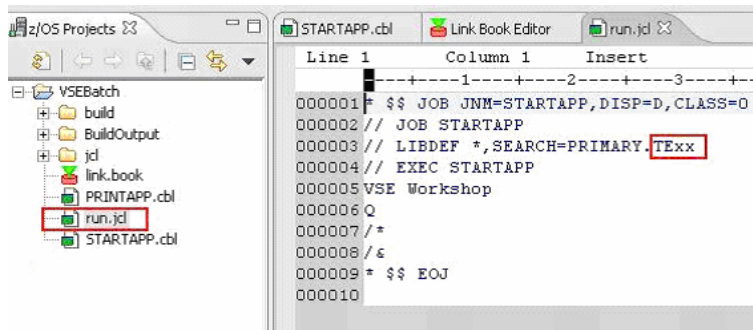 z/OS Projects
VSEBatch
build
BuildOutput
jcl
link.book
PRINTAPP.cbl
run.jcl
STARTAPP.cbl
STARTAPP.cbl
Link Book Editor
run.jcl
Line 1 Column 1 Insert
----+----1----+----2----+----3----+--
000001 * $$ JOB JNM=STARTAPP,DISP=D,CLASS=0
000002 // JOB STARTAPP
000003 // LIBDEF *,SEARCH=PRIMARY.TExx
000004 // EXEC STARTAPP
000005 VSE Workshop
000006 Q
000007 /*
000008 /&
000009 * $$ EOJ
000010